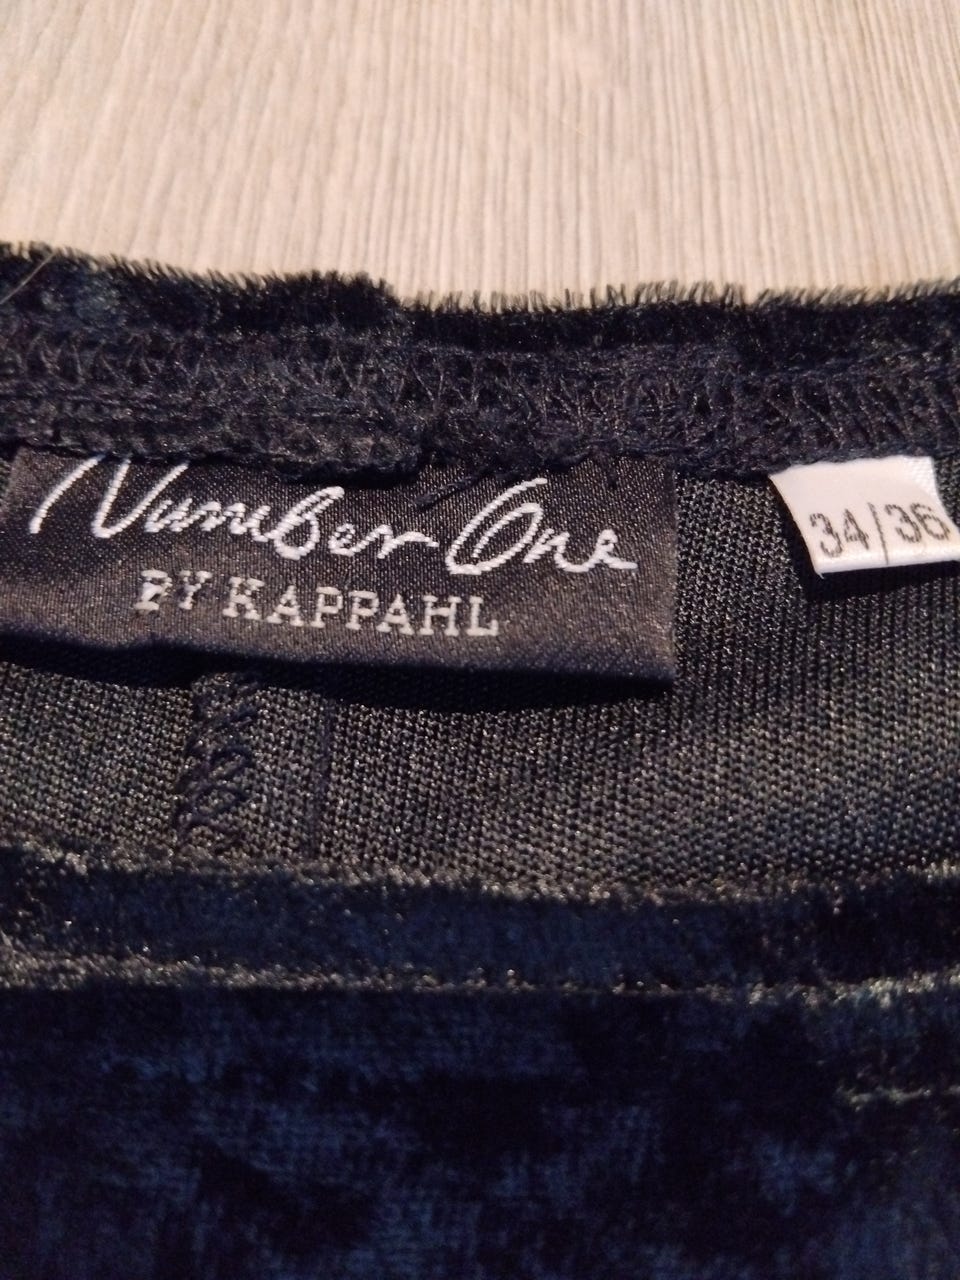 Number One
BY KAPPAHL
34/36